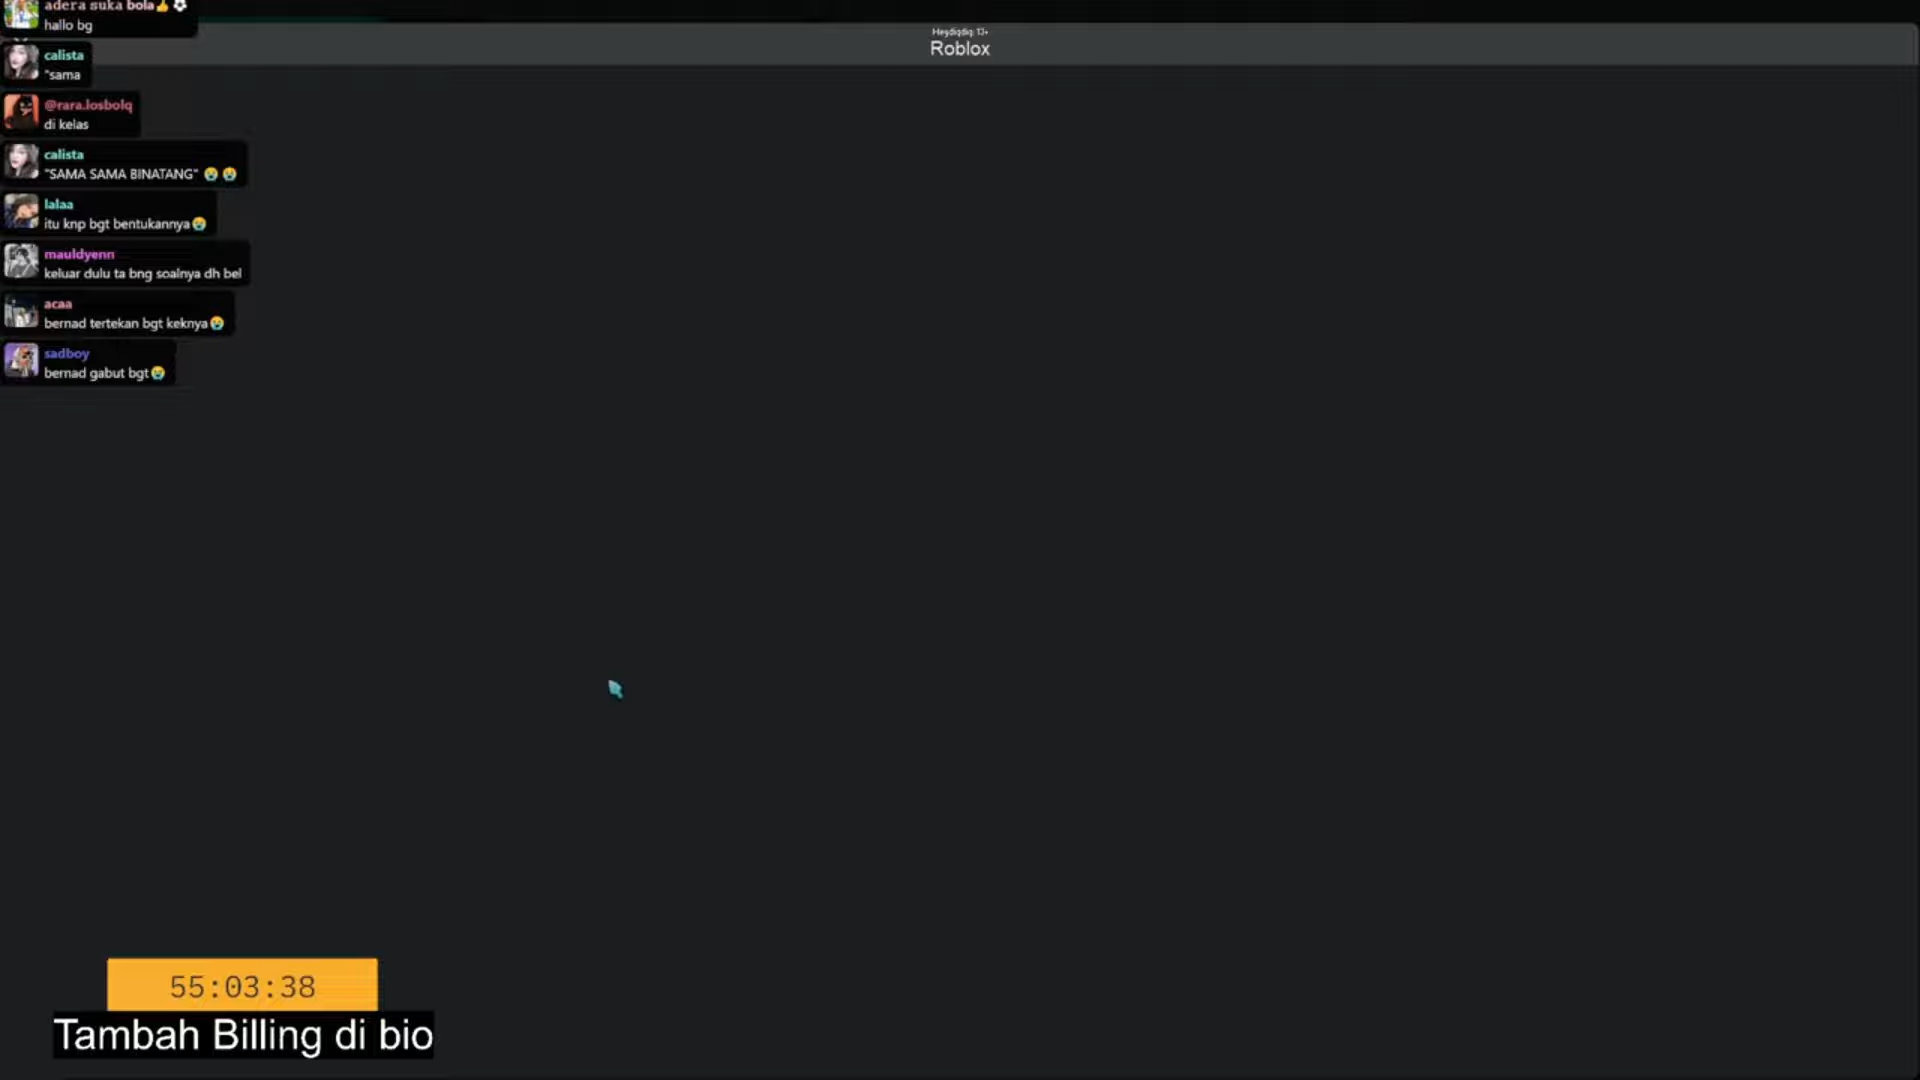 adera suka bola👍⚽
hallo bg
calista
"sama
@rara.losbolq
di kelas
calista
"SAMA SAMA BINATANG" 😭 😭
lalaa
itu knp bgt bentukannya😭
mauldyenn
keluar dulu ta bng soalnya dh bel
acaa
bernad tertekan bgt keknya😭
sadboy
bernad gabut bgt😭
Roblox
55:03:38
Tambah Billing di bio